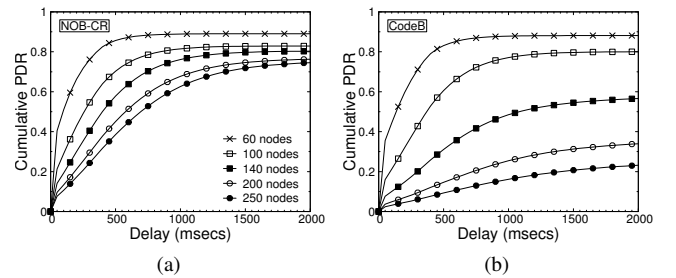 NOB-CR
Cumulative PDR
1
0.8
0.6
0.4
0.2
0
60 nodes
100 nodes
140 nodes
200 nodes
250 nodes
0 500 1000 1500 2000
Delay (msecs)
(a)
CodeB
Cumulative PDR
1
0.8
0.6
0.4
0.2
0
0 500 1000 1500 2000
Delay (msecs)
(b)